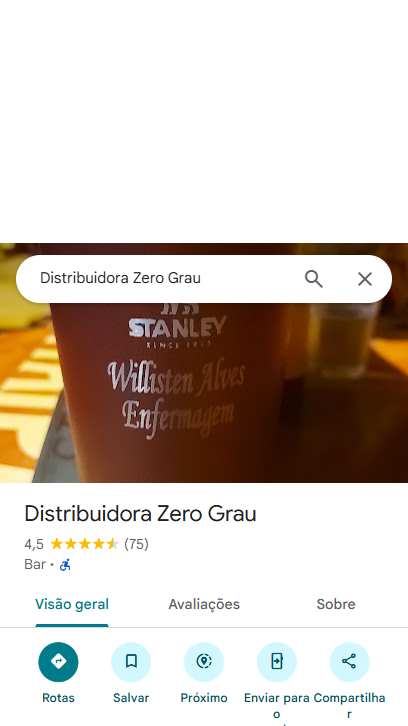 Distribuidora Zero Grau
STANLEY
SINCE 1913
Willisten Alves
Enfermagem
Distribuidora Zero Grau
4,5 (75)
Bar ·
Visão geral
Avaliações
Sobre
Rotas
Salvar
Próximo
Enviar para o
Compartilhar